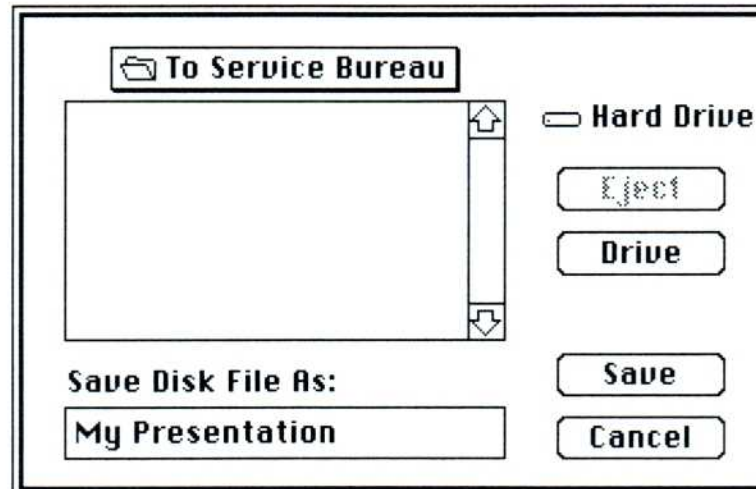 To Service Bureau
Hard Drive
Eject
Drive
Save Disk File As:
My Presentation
Save
Cancel